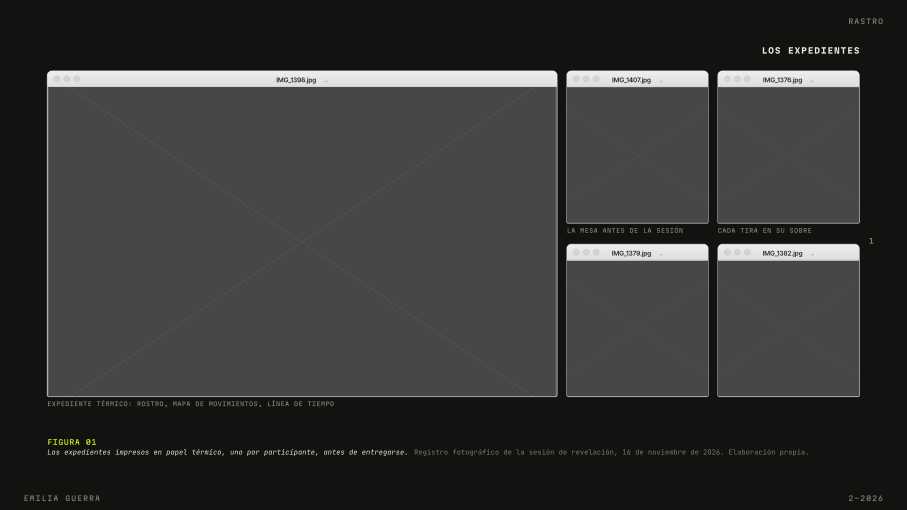 RASTRO
LOS EXPEDIENTES
IMG_1398.jpg
IMG_1407.jpg
IMG_1376.jpg
LA MESA ANTES DE LA SESIÓN
CADA TIRA EN SU SOBRE
1
IMG_1379.jpg
IMG_1382.jpg
EXPEDIENTE TÉRMICO: ROSTRO, MAPA DE MOVIMIENTOS, LÍNEA DE TIEMPO
FIGURA 01
Los expedientes impresos en papel térmico, uno por participante, antes de entregarse. Registro fotográfico de la sesión de revelación, 16 de noviembre de 2026. Elaboración propia.
EMILIA GUERRA
2—2026